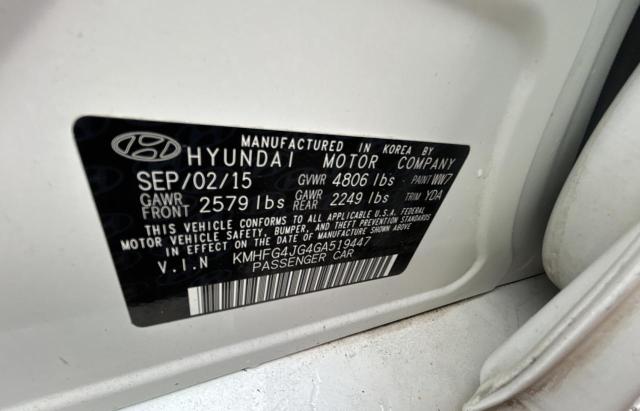 MANUFACTURED IN KOREA BY
HYUNDAI MOTOR COMPANY
SEP/02/15 GVWR 4806 lbs PAINT WW7
GAWR FRONT 2579 lbs GAWR REAR 2249 lbs TRIM YDA
THIS VEHICLE CONFORMS TO ALL APPLICABLE U.S.A. FEDERAL
MOTOR VEHICLE SAFETY, BUMPER, AND THEFT PREVENTION STANDARDS
IN EFFECT ON THE DATE OF MANUFACTURE SHOWN ABOVE.
V.I.N KMHFG4JG4GA519447
PASSENGER CAR